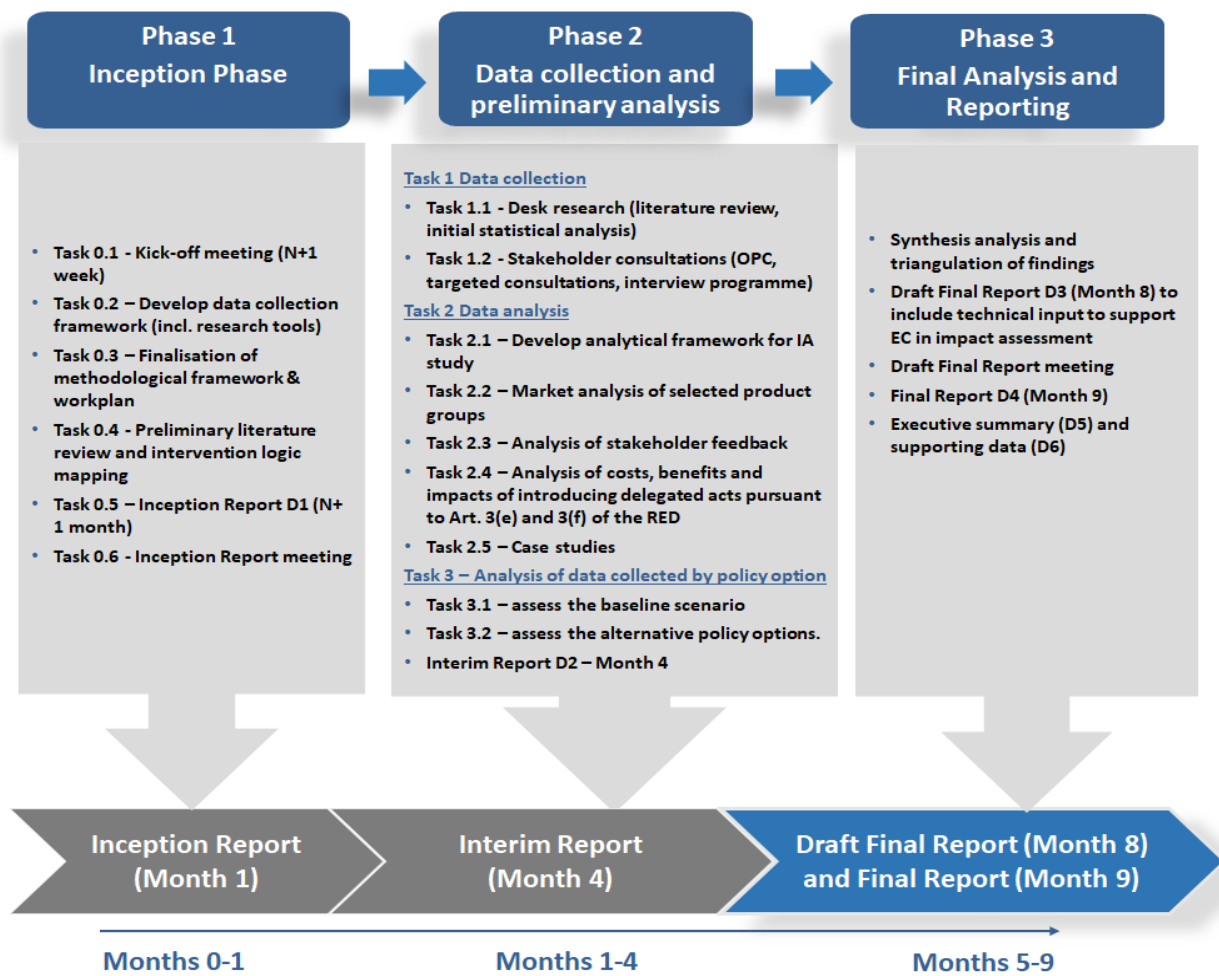 Phase 1
Inception Phase
Phase 2
Data collection and
preliminary analysis
Phase 3
Final Analysis and
Reporting
• Task 0.1 - Kick-off meeting (N+1
week)
• Task 0.2 – Develop data collection
framework (incl. research tools)
• Task 0.3 – Finalisation of
methodological framework &
workplan
• Task 0.4 - Preliminary literature
review and intervention logic
mapping
• Task 0.5 – Inception Report D1 (N+
1 month)
• Task 0.6 - Inception Report meeting
Task 1 Data collection
• Task 1.1 - Desk research (literature review,
initial statistical analysis)
• Task 1.2 - Stakeholder consultations (OPC,
targeted consultations, interview programme)
Task 2 Data analysis
• Task 2.1 – Develop analytical framework for IA
study
• Task 2.2 – Market analysis of selected product
groups
• Task 2.3 – Analysis of stakeholder feedback
• Task 2.4 – Analysis of costs, benefits and
impacts of introducing delegated acts pursuant
to Art. 3(e) and 3(f) of the RED
• Task 2.5 – Case studies
Task 3 – Analysis of data collected by policy option
• Task 3.1 – assess the baseline scenario
• Task 3.2 – assess the alternative policy options.
• Interim Report D2 – Month 4
• Synthesis analysis and
triangulation of findings
• Draft Final Report D3 (Month 8) to
include technical input to support
EC in impact assessment
• Draft Final Report meeting
• Final Report D4 (Month 9)
• Executive summary (D5) and
supporting data (D6)
Inception Report
(Month 1)
Interim Report
(Month 4)
Draft Final Report (Month 8)
and Final Report (Month 9)
Months 0-1
Months 1-4
Months 5-9